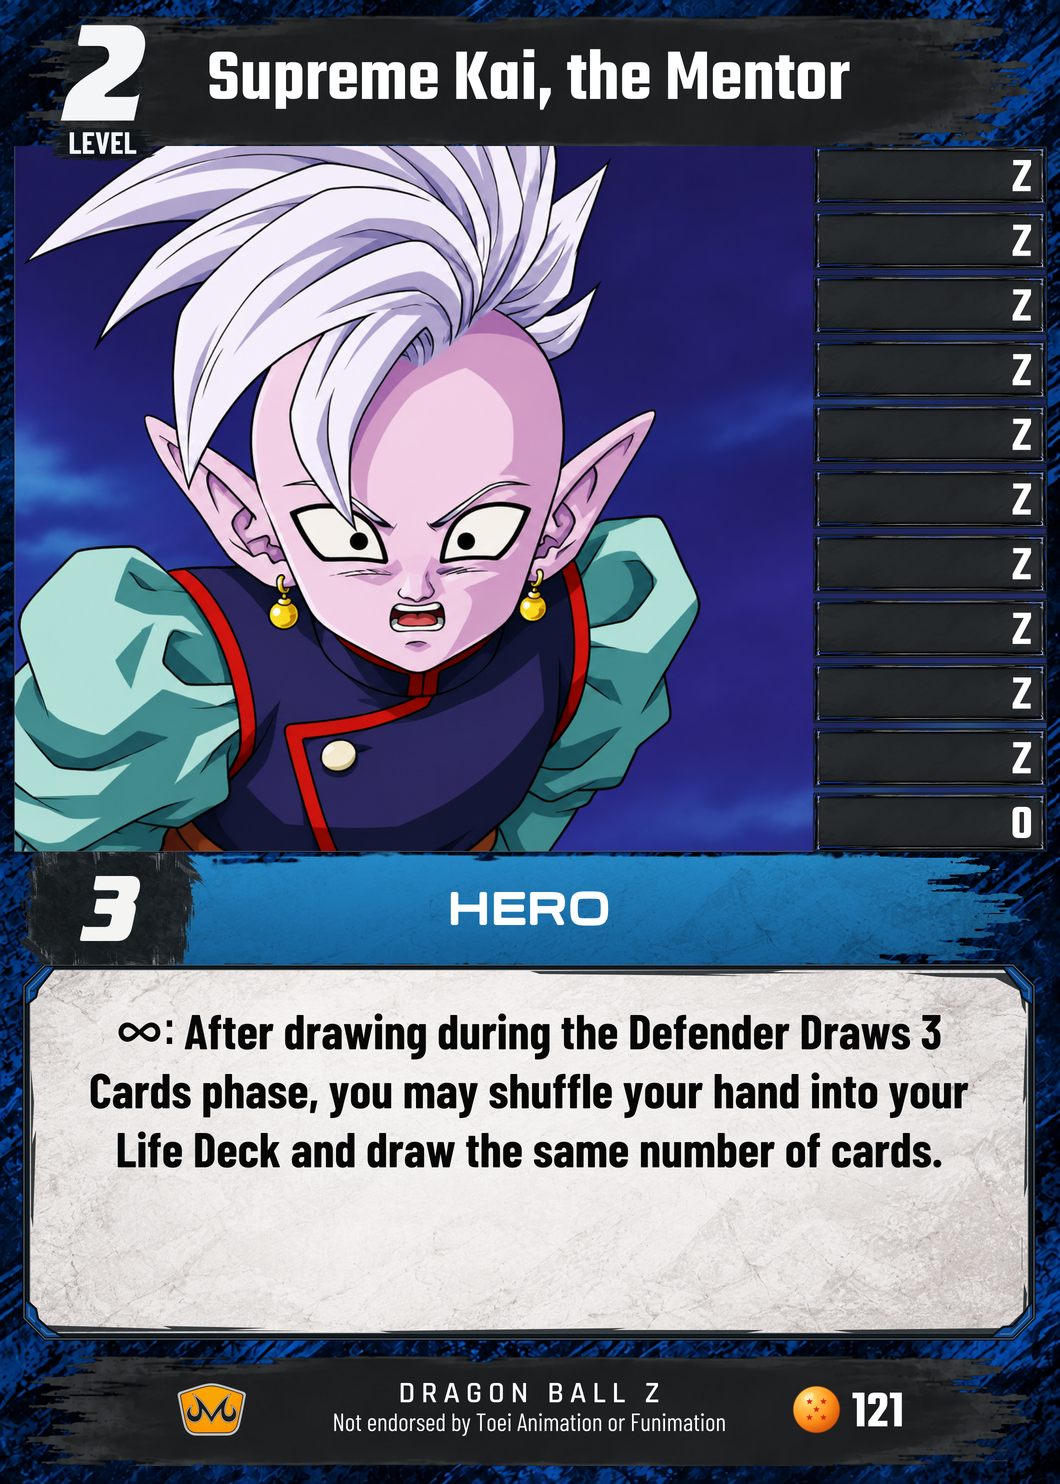 2
LEVEL
Supreme Kai, the Mentor
Z
Z
Z
Z
Z
Z
Z
Z
Z
Z
0
3
HERO
∞: After drawing during the Defender Draws 3
Cards phase, you may shuffle your hand into your
Life Deck and draw the same number of cards.
DRAGON BALL Z
Not endorsed by Toei Animation or Funimation
121